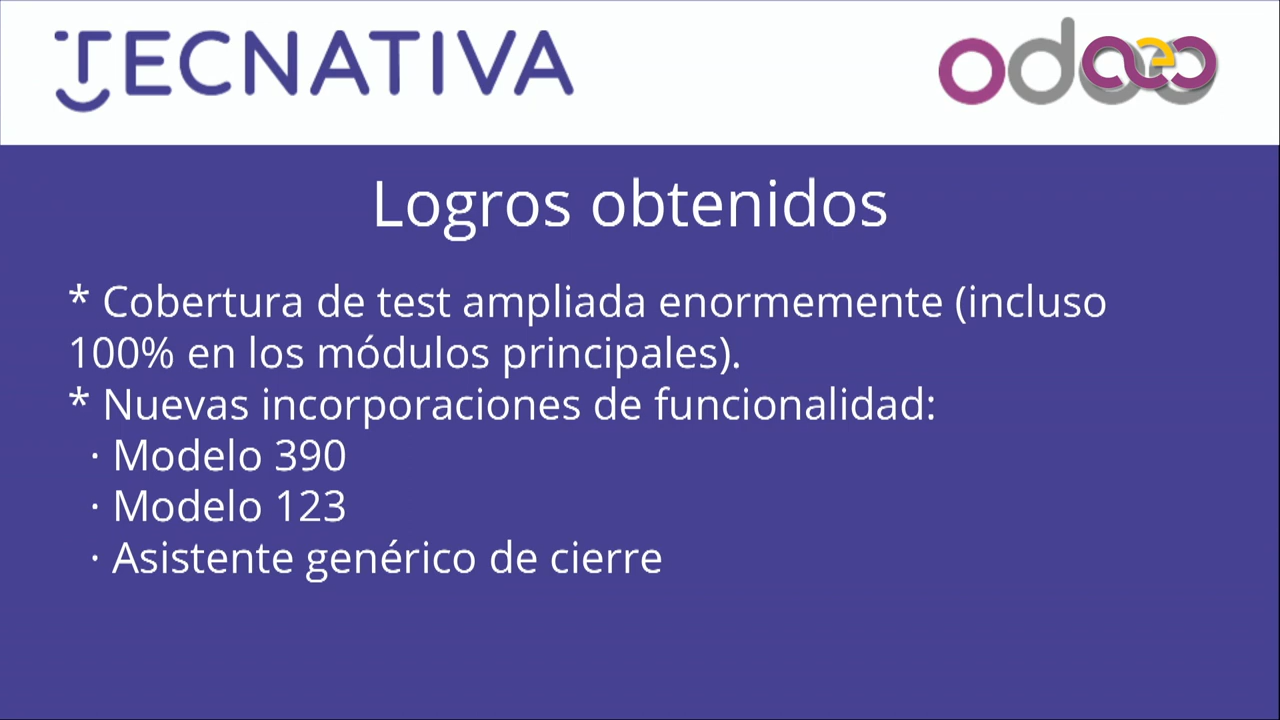 TECNATIVA
odoo
aeo
Logros obtenidos
* Cobertura de test ampliada enormemente (incluso
100% en los módulos principales).
* Nuevas incorporaciones de funcionalidad:
· Modelo 390
· Modelo 123
· Asistente genérico de cierre